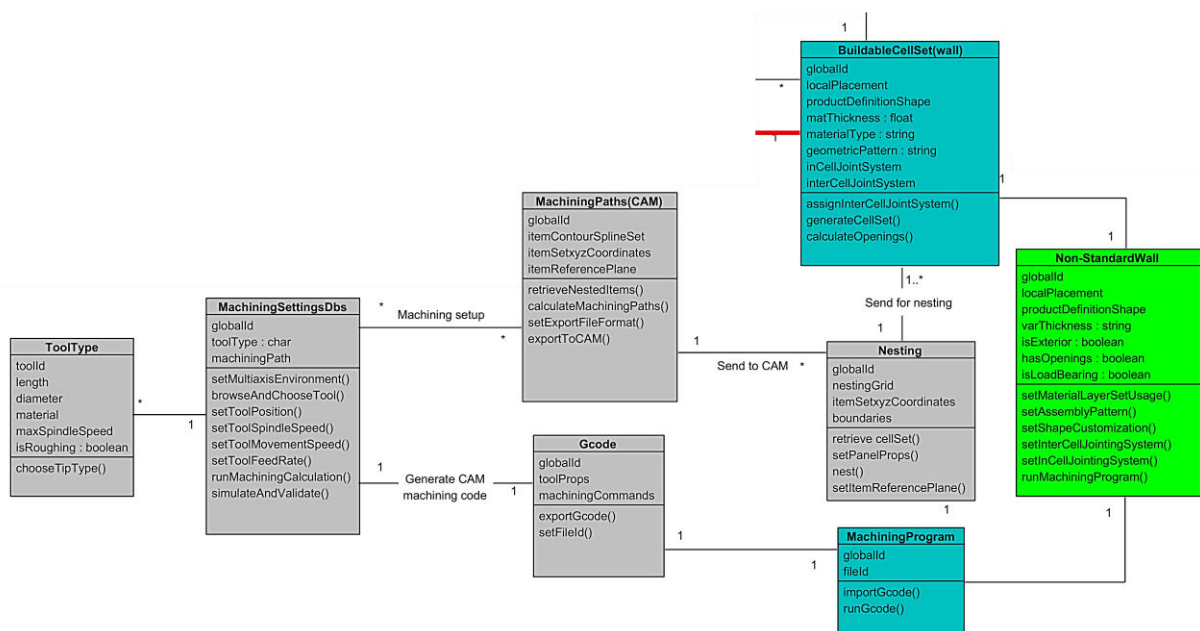 1
BuildableCellSet(wall)
globalId
localPlacement
productDefinitionShape
matThickness : float
materialType : string
geometricPattern : string
inCellJointSystem
interCellJointSystem
assignInterCellJointSystem()
generateCellSet()
calculateOpenings()
*
1
1
1
1..*
Send for nesting
1
MachiningPaths(CAM)
globalId
itemContourSplineSet
itemSetxyzCoordinates
itemReferencePlane
retrieveNestedItems()
calculateMachiningPaths()
setExportFileFormat()
exportToCAM()
Non-StandardWall
globalId
localPlacement
productDefinitionShape
varThickness : string
isExterior : boolean
hasOpenings : boolean
isLoadBearing : boolean
setMaterialLayerSetUsage()
setAssemblyPattern()
setShapeCustomization()
setInterCellJointingSystem()
setInCellJointingSystem()
runMachiningProgram()
1
MachiningSettingsDbs
globalId
toolType : char
machiningPath
setMultiaxisEnvironment()
browseAndChooseTool()
setToolPosition()
setToolSpindleSpeed()
setToolMovementSpeed()
setToolFeedRate()
runMachiningCalculation()
simulateAndValidate()
*
Machining setup
*
1
Send to CAM
*
Nesting
globalId
nestingGrid
itemSetxyzCoordinates
boundaries
retrieve cellSet()
setPanelProps()
nest()
setItemReferencePlane()
1
ToolType
toolId
length
diameter
material
maxSpindleSpeed
isRoughing : boolean
chooseTipType()
*
1
1
Generate CAM
machining code
1
Gcode
globalId
toolProps
machiningCommands
exportGcode()
setFileId()
1
1
MachiningProgram
globalId
fileId
importGcode()
runGcode()